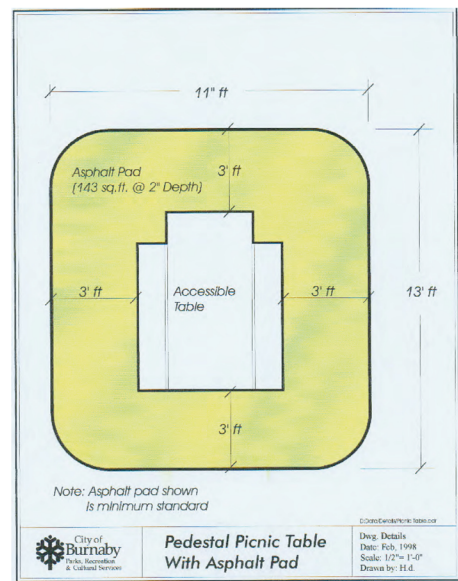 11" ft
Asphalt Pad
(143 sq.ft. @ 2" Depth)
3' ft
3' ft
Accessible
Table
3' ft
13' ft
3' ft
Note: Asphalt pad shown
is minimum standard
City of
Burnaby
Parks, Recreation
& Cultural Services
Pedestal Picnic Table
With Asphalt Pad
Dwg. Details
Date: Feb, 1998
Scale: 1/2"= 1'-0"
Drawn by: H.d.